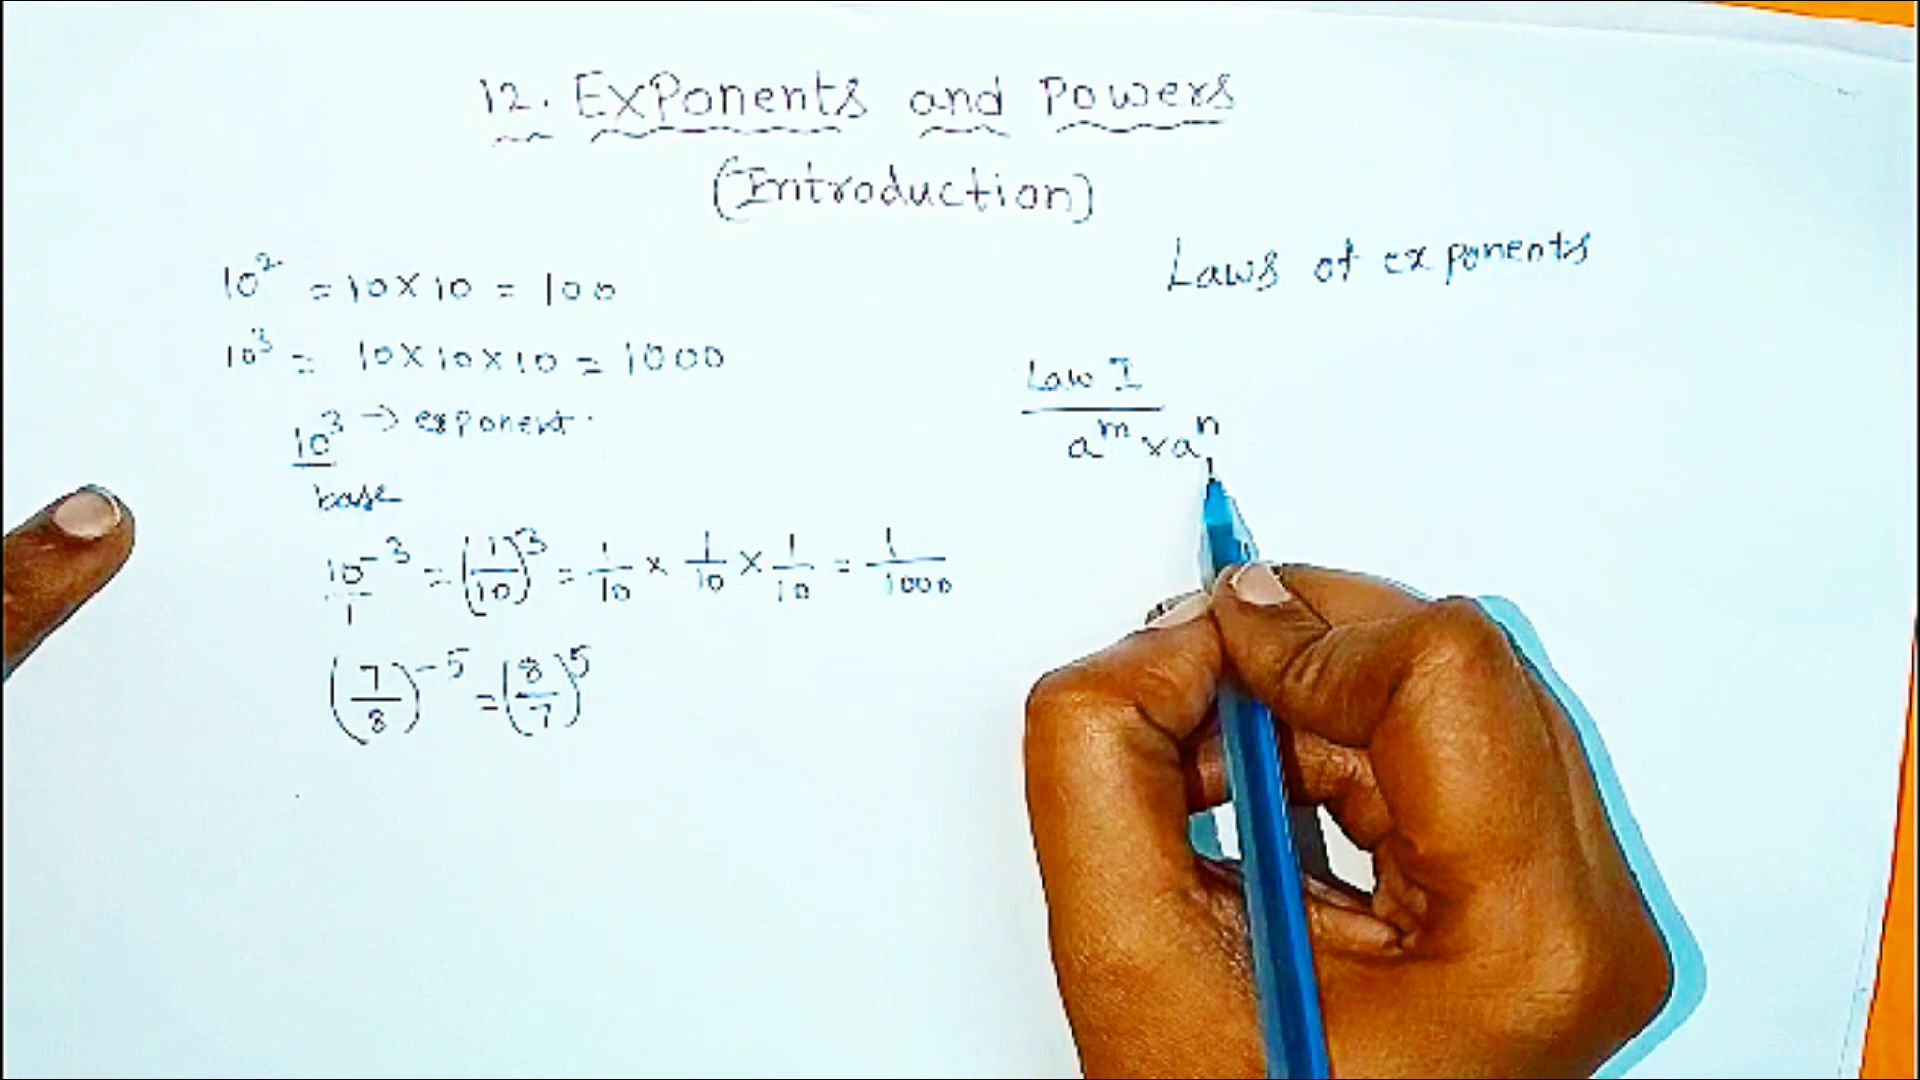 12. Exponents and Powers
(Introduction)
10² = 10 × 10 = 100
10³ = 10 × 10 × 10 = 1000
10³ → exponent.
base
10⁻³/1 = (1/10)³ = 1/10 × 1/10 × 1/10 = 1/1000
(7/8)⁻⁵ = (8/7)⁵
Laws of exponents
Law I
aᵐ × aⁿ